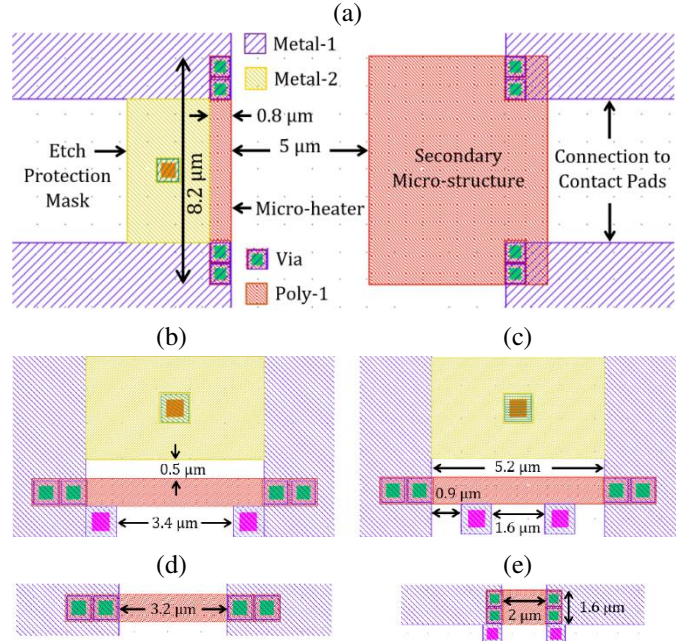 (a)
Metal-1
Metal-2
0.8 μm
5 μm
8.2 μm
Etch
Protection
Mask
Secondary
Micro-structure
Connection to
Contact Pads
Micro-heater
Via
Poly-1
(b)
(c)
0.5 μm
3.4 μm
5.2 μm
0.9 μm
1.6 μm
(d)
(e)
3.2 μm
2 μm
1.6 μm